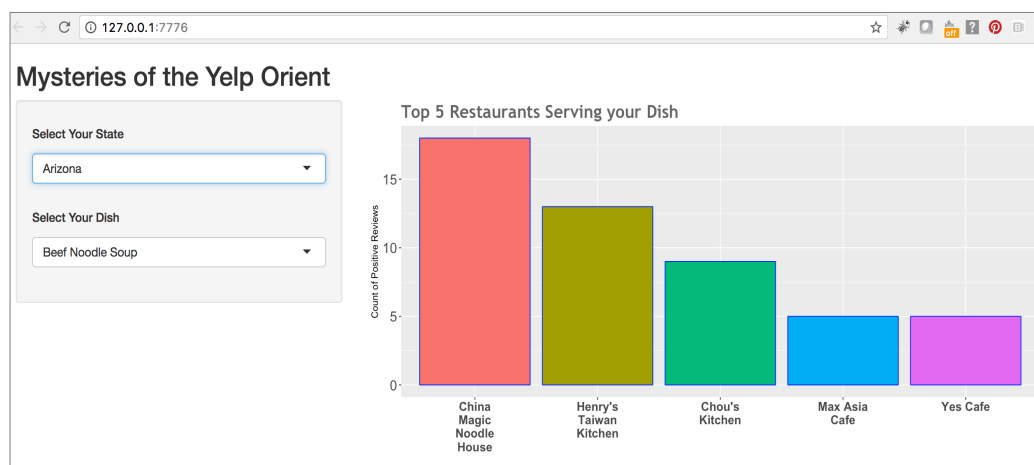 127.0.0.1:7776
off
?
Mysteries of the Yelp Orient
Select Your State
Arizona
Select Your Dish
Beef Noodle Soup
Top 5 Restaurants Serving your Dish
Count of Positive Reviews
15
10
5
0
China
Magic
Noodle
House
Henry's
Taiwan
Kitchen
Chou's
Kitchen
Max Asia
Cafe
Yes Cafe